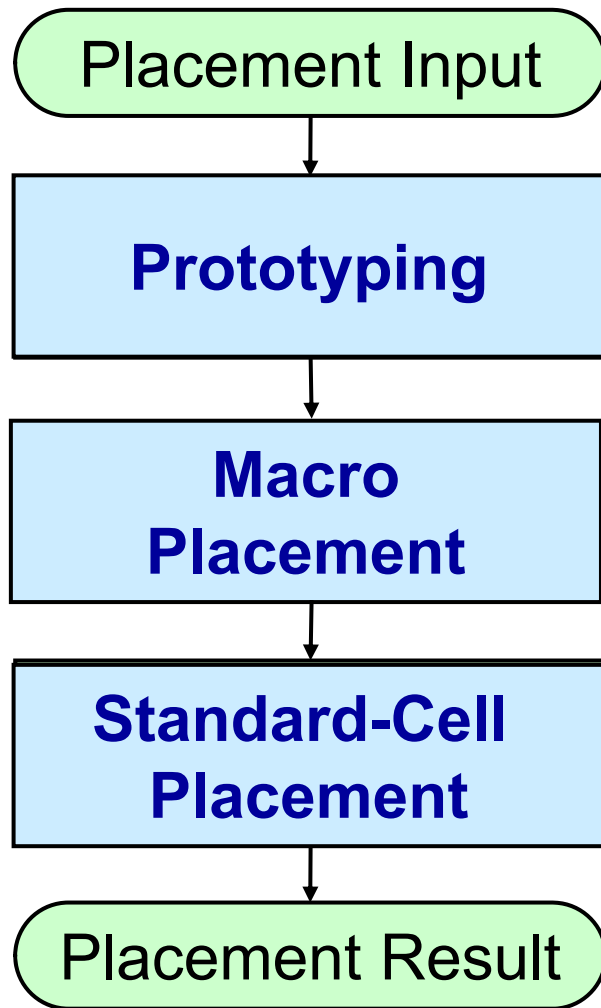 Placement Input
Prototyping
Macro
Placement
Standard-Cell
Placement
Placement Result